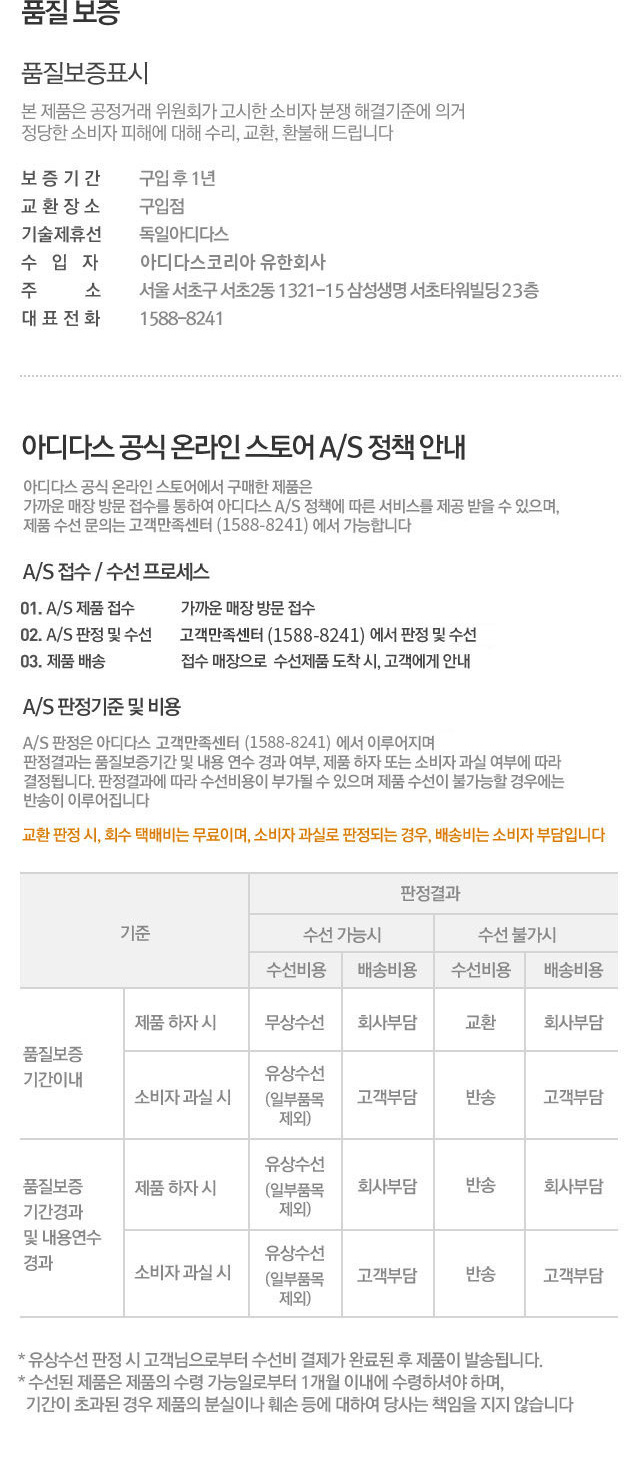 품질 보증
품질보증표시
본 제품은 공정거래 위원회가 고시한 소비자 분쟁 해결기준에 의거
정당한 소비자 피해에 대해 수리, 교환, 환불해 드립니다
보 증 기 간 구입 후 1년
교 환 장 소 구입점
기술제휴선 독일아디다스
수 입 자 아디다스코리아 유한회사
주 소 서울 서초구 서초2동 1321-15 삼성생명 서초타워빌딩 23층
대 표 전 화 1588-8241
아디다스 공식 온라인 스토어 A/S 정책 안내
아디다스 공식 온라인 스토어에서 구매한 제품은
가까운 매장 방문 접수를 통하여 아디다스 A/S 정책에 따른 서비스를 제공 받을 수 있으며,
제품 수선 문의는 고객만족센터 (1588-8241) 에서 가능합니다
A/S 접수 / 수선 프로세스
01. A/S 제품 접수 가까운 매장 방문 접수
02. A/S 판정 및 수선 고객만족센터 (1588-8241) 에서 판정 및 수선
03. 제품 배송 접수 매장으로 수선제품 도착 시, 고객에게 안내
A/S 판정기준 및 비용
A/S 판정은 아디다스 고객만족센터 (1588-8241) 에서 이루어지며
판정결과는 품질보증기간 및 내용 연수 경과 여부, 제품 하자 또는 소비자 과실 여부에 따라
결정됩니다. 판정결과에 따라 수선비용이 부가될 수 있으며 제품 수선이 불가능할 경우에는
반송이 이루어집니다
교환 판정 시, 회수 택배비는 무료이며, 소비자 과실로 판정되는 경우, 배송비는 소비자 부담입니다
기준 판정결과
수선 가능시 수선 불가시
수선비용 배송비용 수선비용 배송비용
품질보증
기간이내
제품 하자 시 무상수선 회사부담 교환 회사부담
소비자 과실 시 유상수선
(일부품목
제외)
고객부담 반송 고객부담
품질보증
기간경과
및 내용연수
경과
제품 하자 시 유상수선
(일부품목
제외)
회사부담 반송 회사부담
소비자 과실 시 유상수선
(일부품목
제외)
고객부담 반송 고객부담
* 유상수선 판정 시 고객님으로부터 수선비 결제가 완료된 후 제품이 발송됩니다.
* 수선된 제품은 제품의 수령 가능일로부터 1개월 이내에 수령하셔야 하며,
기간이 초과된 경우 제품의 분실이나 훼손 등에 대하여 당사는 책임을 지지 않습니다